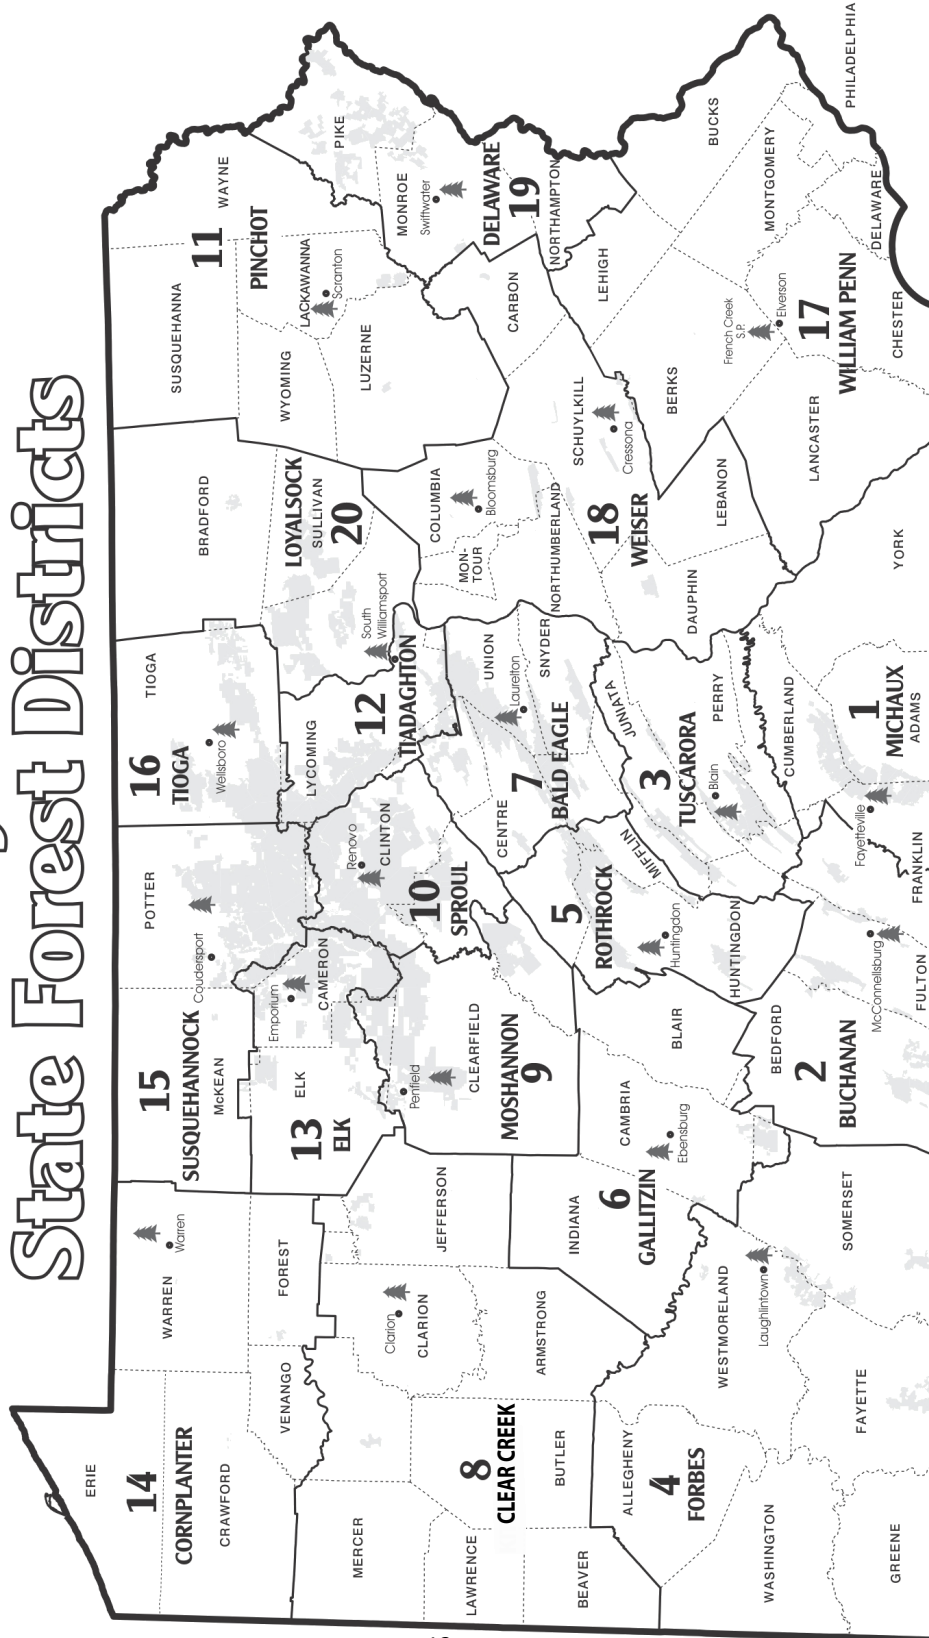 State Forest Districts
ERIE
14
CORNPLANTER
CRAWFORD
WARREN
Warren
FOREST
VENANGO
15
SUSQUEHANNOCK
McKEAN
POTTER
Coudersport
16
TIOGA
TIOGA
Wellsboro
BRADFORD
LOYALSOCK
SULLIVAN
20
SUSQUEHANNA
11
PINCHOT
WAYNE
WYOMING
LACKAWANNA
Scranton
LUZERNE
PIKE
MONROE
Swiftwater
DELAWARE
19
NORTHAMPTON
MERCER
LAWRENCE
BEAVER
8
CLEAR CREEK
BUTLER
Clarion
CLARION
JEFFERSON
ARMSTRONG
13
ELK
ELK
Emporium
CAMERON
Penfield
CLEARFIELD
MOSHANNON
9
Renovo
CLINTON
10
SPROUL
LYCOMING
12
TIADAGHTON
South
Williamsport
COLUMBIA
Bloomsburg
MON-
TOUR
NORTHUMBERLAND
UNION
SNYDER
Laurelton
7
BALD EAGLE
CENTRE
CARBON
LEHIGH
SCHUYLKILL
Cressona
18
WEISER
LEBANON
DAUPHIN
INDIANA
6
GALLITZIN
CAMBRIA
Ebensburg
BLAIR
5
ROTHROCK
Huntingdon
HUNTINGDON
MIFFLIN
JUNIATA
3
TUSCARORA
PERRY
Blain
ALLEGHENY
4
FORBES
WASHINGTON
GREENE
WESTMORELAND
Laughlintown
FAYETTE
SOMERSET
BEDFORD
2
BUCHANAN
McConnellsburg
FULTON
FRANKLIN
Fayetteville
1
MICHAUX
ADAMS
CUMBERLAND
YORK
LANCASTER
BERKS
French Creek
S.P.
Elverson
17
WILLIAM PENN
CHESTER
DELAWARE
MONTGOMERY
BUCKS
PHILADELPHIA